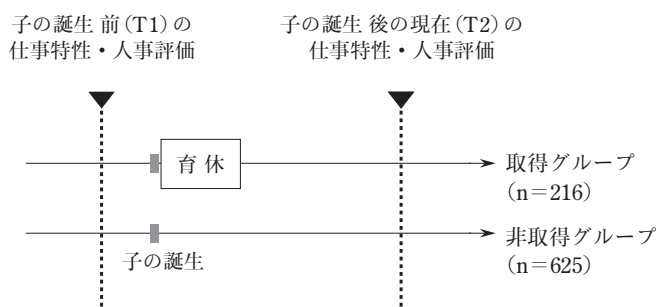 子の誕生 前(T1)の
仕事特性・人事評価
子の誕生 後の現在(T2)の
仕事特性・人事評価
育休
取得グループ
(n=216)
非取得グループ
(n=625)
子の誕生